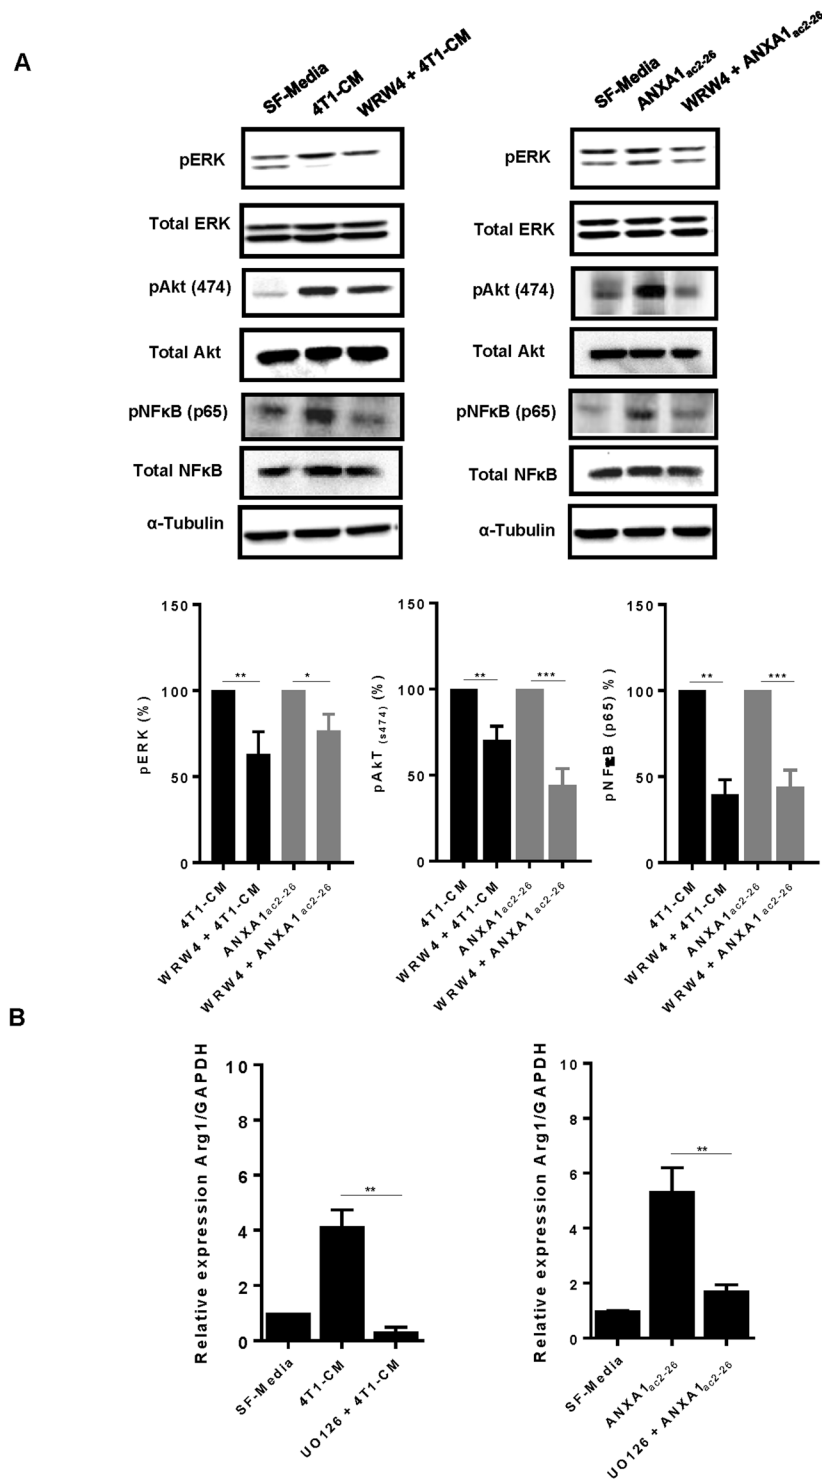 A
SF-Media 4T1-CM WRW4 + 4T1-CM
pERK
Total ERK
pAkt (474)
Total Akt
pNFκB (p65)
Total NFκB
α-Tubulin
SF-Media ANXA1ac2-26 WRW4 + ANXA1ac2-26
pERK
Total ERK
pAkt (474)
Total Akt
pNFκB (p65)
Total NFκB
α-Tubulin
pERK (%)
150
100
50
0
** *
4T1-CM
WRW4 + 4T1-CM
ANXA1ac2-26
WRW4 + ANXA1ac2-26
pAkT (s474) (%)
150
100
50
0
** ***
4T1-CM
WRW4 + 4T1-CM
ANXA1ac2-26
WRW4 + ANXA1ac2-26
pNFκB (p65) %)
150
100
50
0
** ***
4T1-CM
WRW4 + 4T1-CM
ANXA1ac2-26
WRW4 + ANXA1ac2-26
B
Relative expression Arg1/GAPDH
10
8
6
4
2
0
**
SF-Media
4T1-CM
UO126 + 4T1-CM
Relative expression Arg1/GAPDH
10
8
6
4
2
0
**
SF-Media
ANXA1ac2-26
UO126 + ANXA1ac2-26